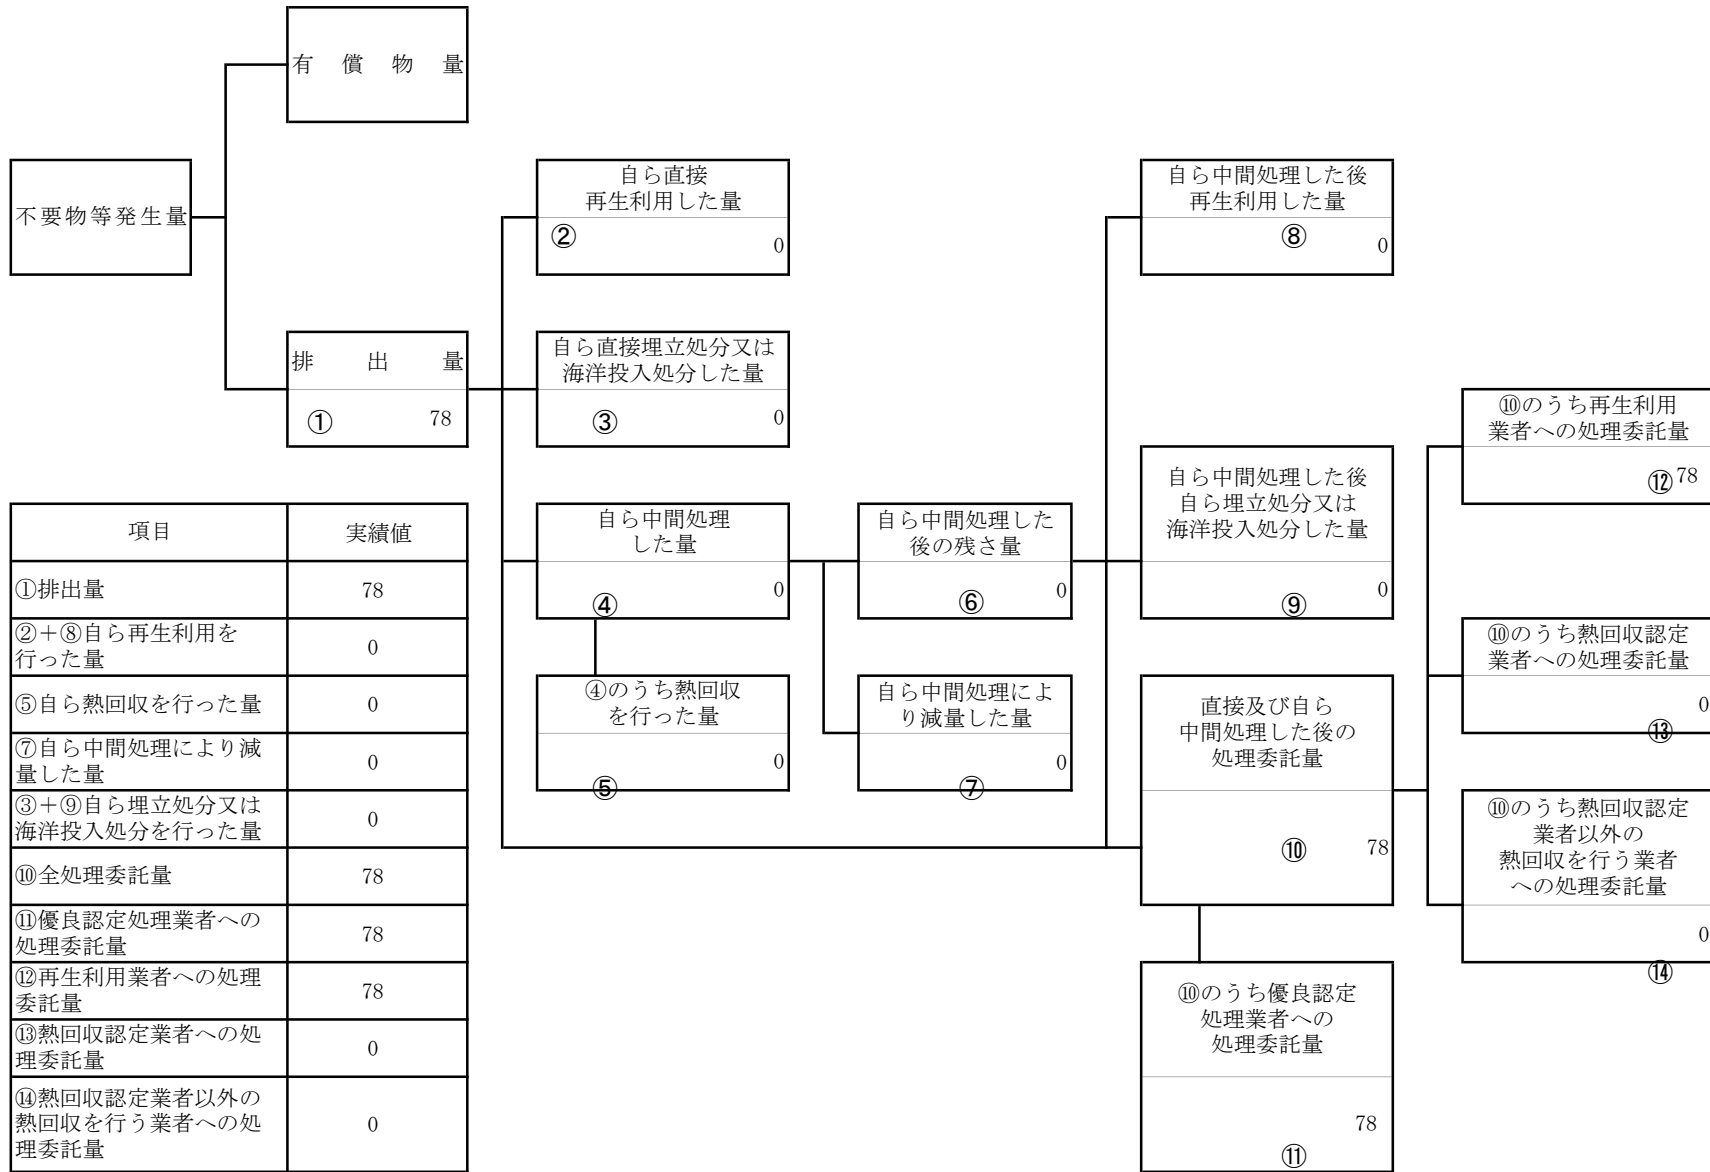 有償物量
不要物等発生量
排出量
① 78
自ら直接
再生利用した量
② 0
自ら直接埋立処分又は
海洋投入処分した量
③ 0
自ら中間処理
した量
④ 0
④のうち熱回収
を行った量
⑤ 0
自ら中間処理した
後の残さ量
⑥ 0
自ら中間処理によ
り減量した量
⑦ 0
自ら中間処理した後
再生利用した量
⑧ 0
自ら中間処理した後
自ら埋立処分又は
海洋投入処分した量
⑨ 0
直接及び自ら
中間処理した後の
処理委託量
⑩ 78
⑩のうち優良認定
処理業者への
処理委託量
78
⑪
⑩のうち再生利用
業者への処理委託量
⑫ 78
⑩のうち熱回収認定
業者への処理委託量
0
⑬
⑩のうち熱回収認定
業者以外の
熱回収を行う業者
への処理委託量
0
⑭
項目 実績値
①排出量 78
②+⑧自ら再生利用を
行った量 0
⑤自ら熱回収を行った量 0
⑦自ら中間処理により減
量した量 0
③+⑨自ら埋立処分又は
海洋投入処分を行った量 0
⑩全処理委託量 78
⑪優良認定処理業者への
処理委託量 78
⑫再生利用業者への処理
委託量 78
⑬熱回収認定業者への処
理委託量 0
⑭熱回収認定業者以外の
熱回収を行う業者への処
理委託量 0